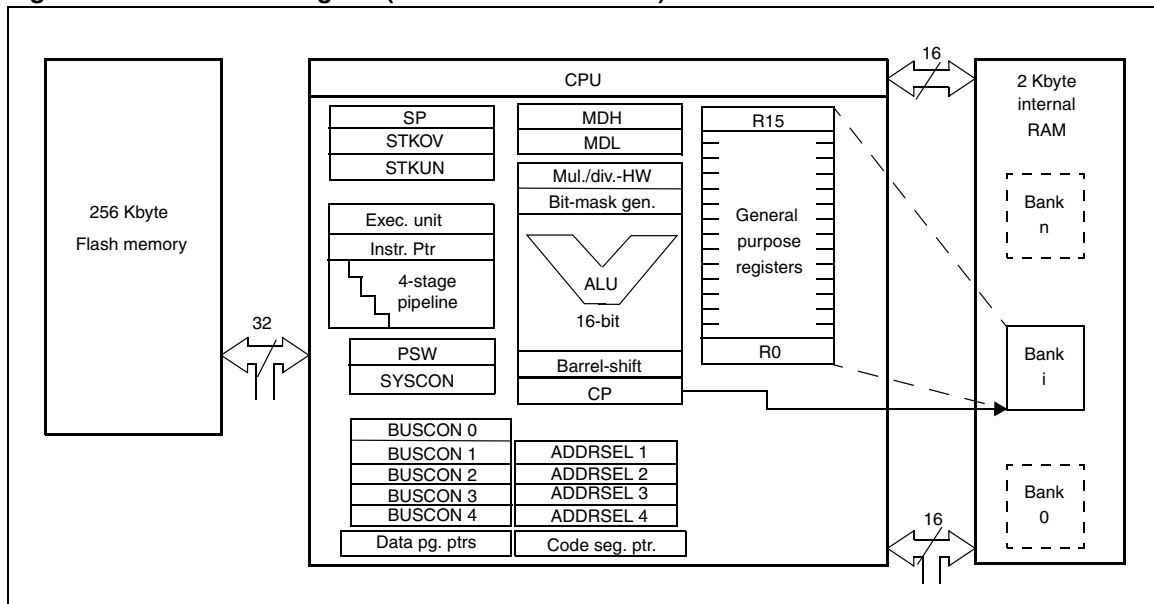 CPU
256 Kbyte
Flash memory
32
SP
STKOV
STKUN
Exec. unit
Instr. Ptr
4-stage
pipeline
PSW
SYSCON
BUSCON 0
BUSCON 1
BUSCON 2
BUSCON 3
BUSCON 4
Data pg. ptrs
MDH
MDL
Mul./div.-HW
Bit-mask gen.
ALU
16-bit
Barrel-shift
CP
ADDRSEL 1
ADDRSEL 2
ADDRSEL 3
ADDRSEL 4
Code seg. ptr.
R15
General
purpose
registers
R0
16
16
2 Kbyte
internal
RAM
Bank
n
Bank
i
Bank
0